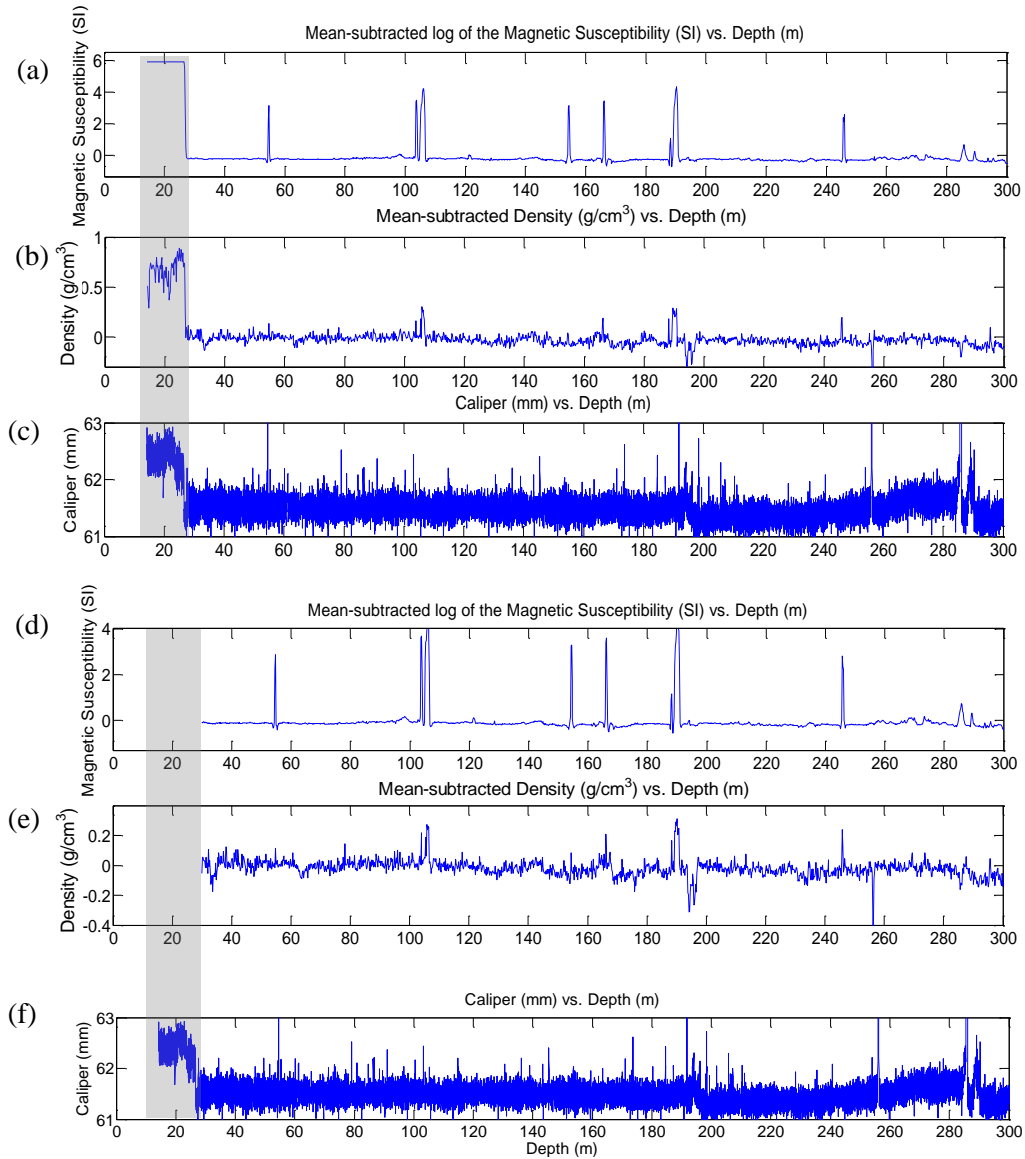 Mean-subtracted log of the Magnetic Susceptibility (SI) vs. Depth (m)
(a)
Magnetic Susceptibility (SI)
6
4
2
0
0 20 40 60 80 100 120 140 160 180 200 220 240 260 280 300
Mean-subtracted Density (g/cm³) vs. Depth (m)
(b)
Density (g/cm³)
1
0.5
0
0 20 40 60 80 100 120 140 160 180 200 220 240 260 280 300
Caliper (mm) vs. Depth (m)
(c)
Caliper (mm)
63
62
61
0 20 40 60 80 100 120 140 160 180 200 220 240 260 280 300
Mean-subtracted log of the Magnetic Susceptibility (SI) vs. Depth (m)
(d)
Magnetic Susceptibility (SI)
4
2
0
0 20 40 60 80 100 120 140 160 180 200 220 240 260 280 300
Mean-subtracted Density (g/cm³) vs. Depth (m)
(e)
Density (g/cm³)
0.2
0
-0.2
-0.4
0 20 40 60 80 100 120 140 160 180 200 220 240 260 280 300
Caliper (mm) vs. Depth (m)
(f)
Caliper (mm)
63
62
61
0 20 40 60 80 100 120 140 160 180 200 220 240 260 280 300
Depth (m)